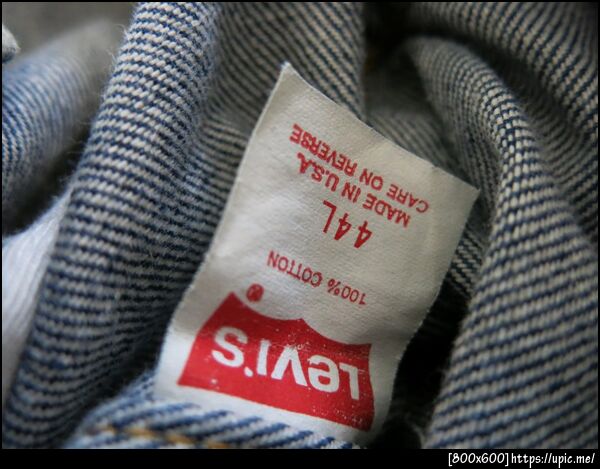 LEVI'S ®
100% COTTON
44L
MADE IN U.S.A.
CARE ON REVERSE
[800x600]https://upic.me/